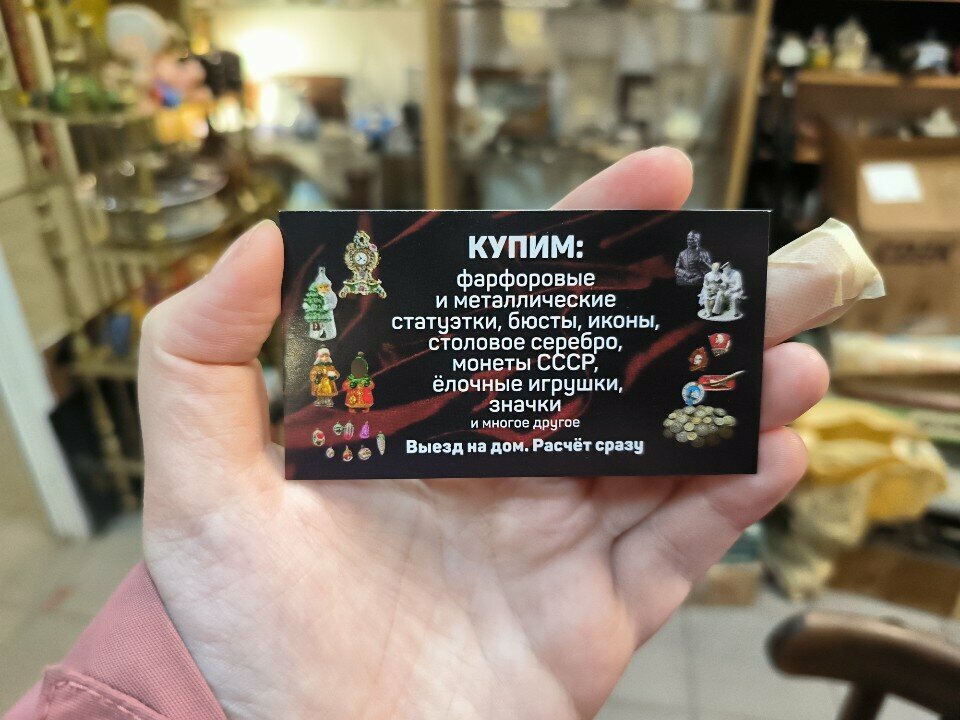 КУПИМ:
фарфоровые
и металлические
статуэтки, бюсты, иконы,
столовое серебро,
монеты СССР,
ёлочные игрушки,
значки
и многое другое
Выезд на дом. Расчёт сразу